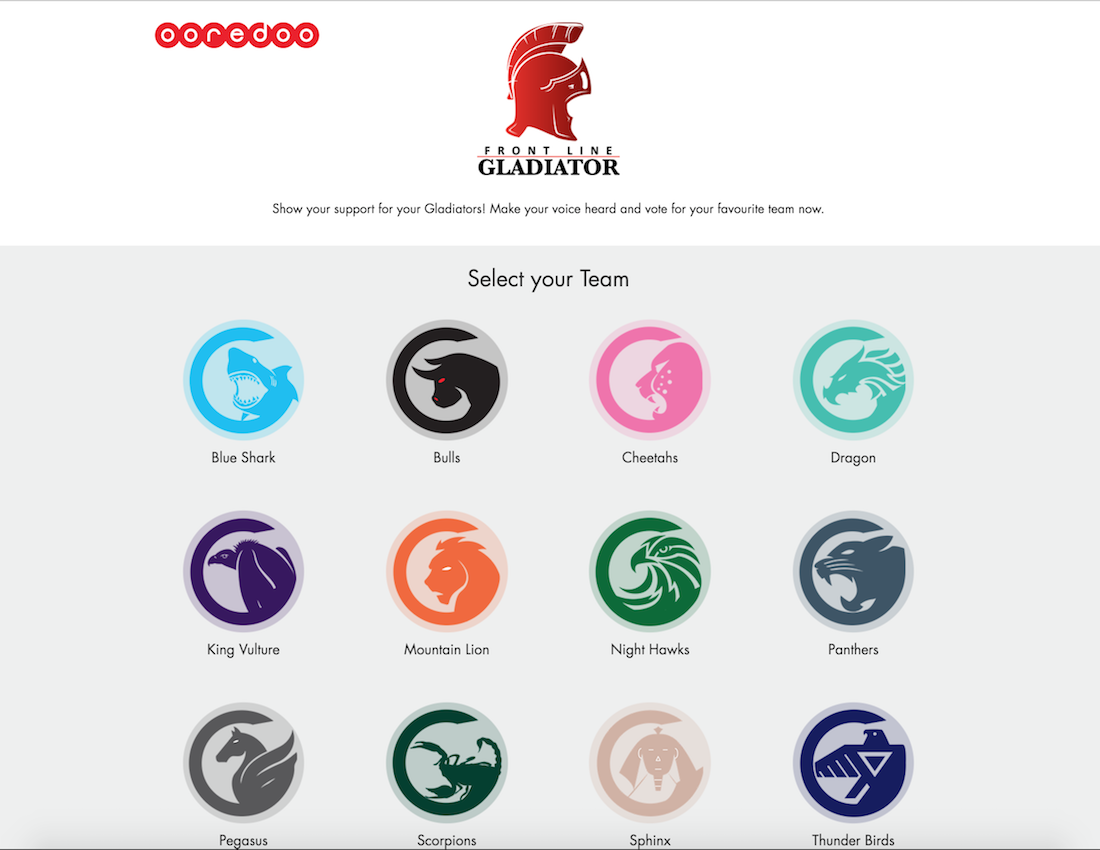 ooredoo
FRONT LINE
GLADIATOR
Show your support for your Gladiators! Make your voice heard and vote for your favourite team now.
Select your Team
Blue Shark
Bulls
Cheetahs
Dragon
King Vulture
Mountain Lion
Night Hawks
Panthers
Pegasus
Scorpions
Sphinx
Thunder Birds